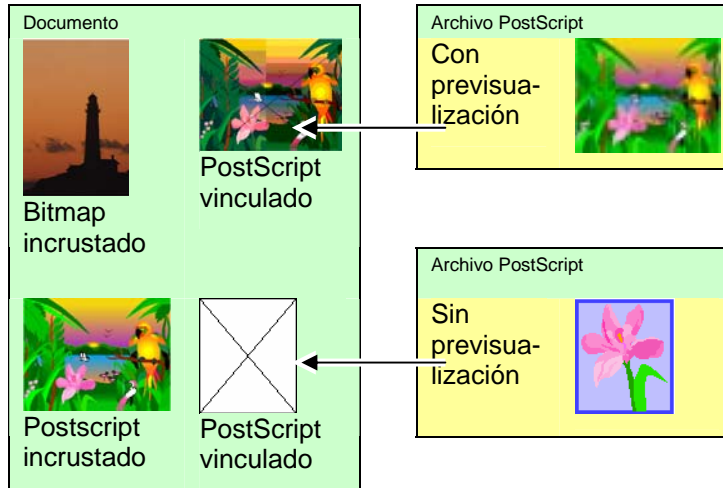 Documento
Bitmap
incrustado
PostScript
vinculado
Postscript
incrustado
PostScript
vinculado
Archivo PostScript
Con
previsua-
lización
Archivo PostScript
Sin
previsua-
lización